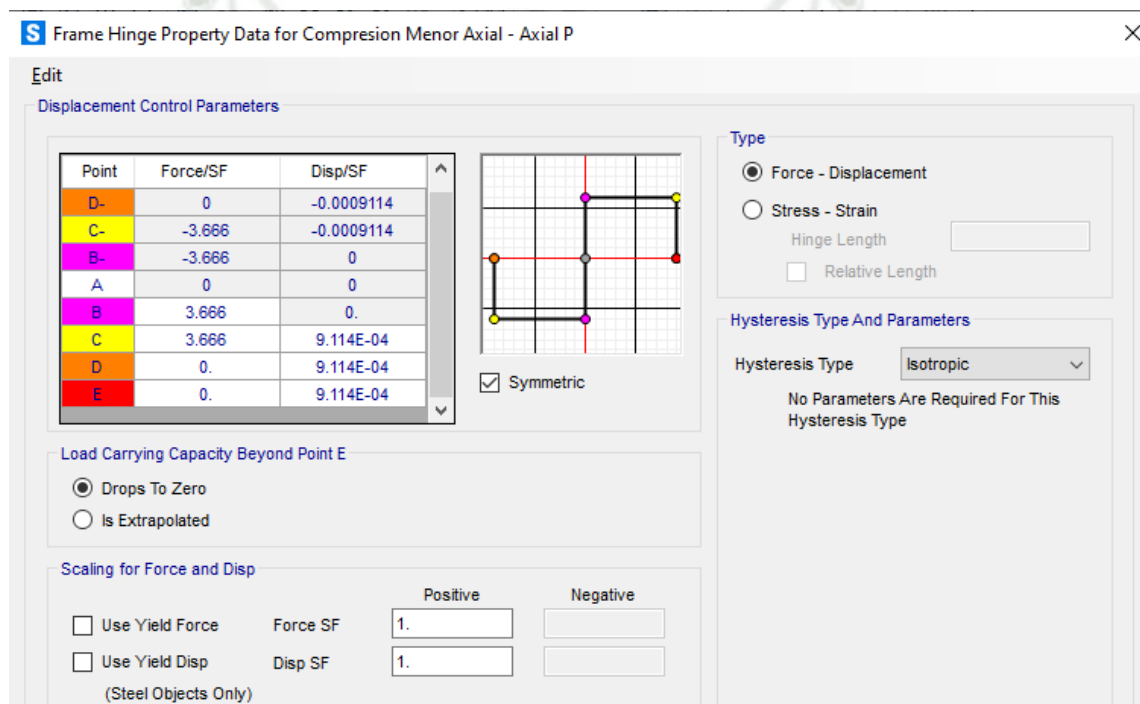 S Frame Hinge Property Data for Compresion Menor Axial - Axial P
Edit
Displacement Control Parameters
Point Force/SF Disp/SF
D- 0 -0.0009114
C- -3.666 -0.0009114
B- -3.666 0
A 0 0
B 3.666 0.
C 3.666 9.114E-04
D 0. 9.114E-04
E 0. 9.114E-04
Symmetric
Load Carrying Capacity Beyond Point E
Drops To Zero
Is Extrapolated
Scaling for Force and Disp
Positive Negative
Use Yield Force Force SF 1.
Use Yield Disp Disp SF 1.
(Steel Objects Only)
Type
Force - Displacement
Stress - Strain
Hinge Length
Relative Length
Hysteresis Type And Parameters
Hysteresis Type Isotropic
No Parameters Are Required For This
Hysteresis Type